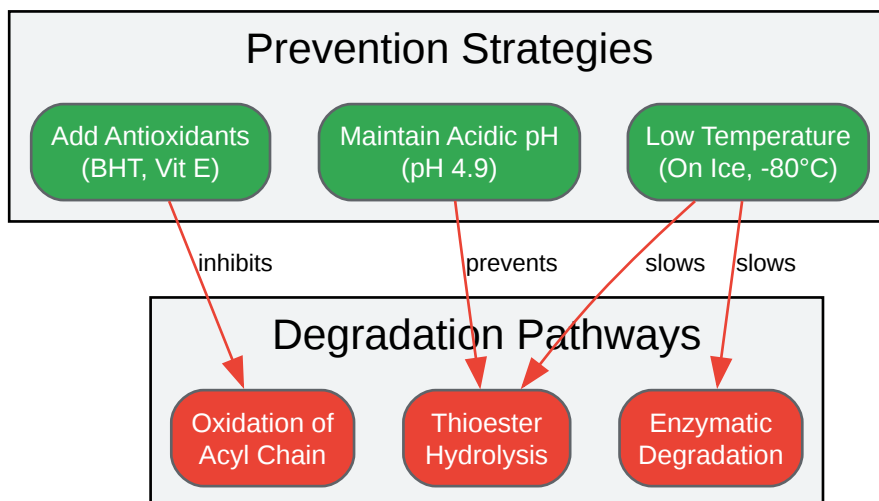 Prevention Strategies
Add Antioxidants
(BHT, Vit E)
Maintain Acidic pH
(pH 4.9)
Low Temperature
(On Ice, -80°C)
inhibits
prevents
slows
slows
Degradation Pathways
Oxidation of
Acyl Chain
Thioester
Hydrolysis
Enzymatic
Degradation